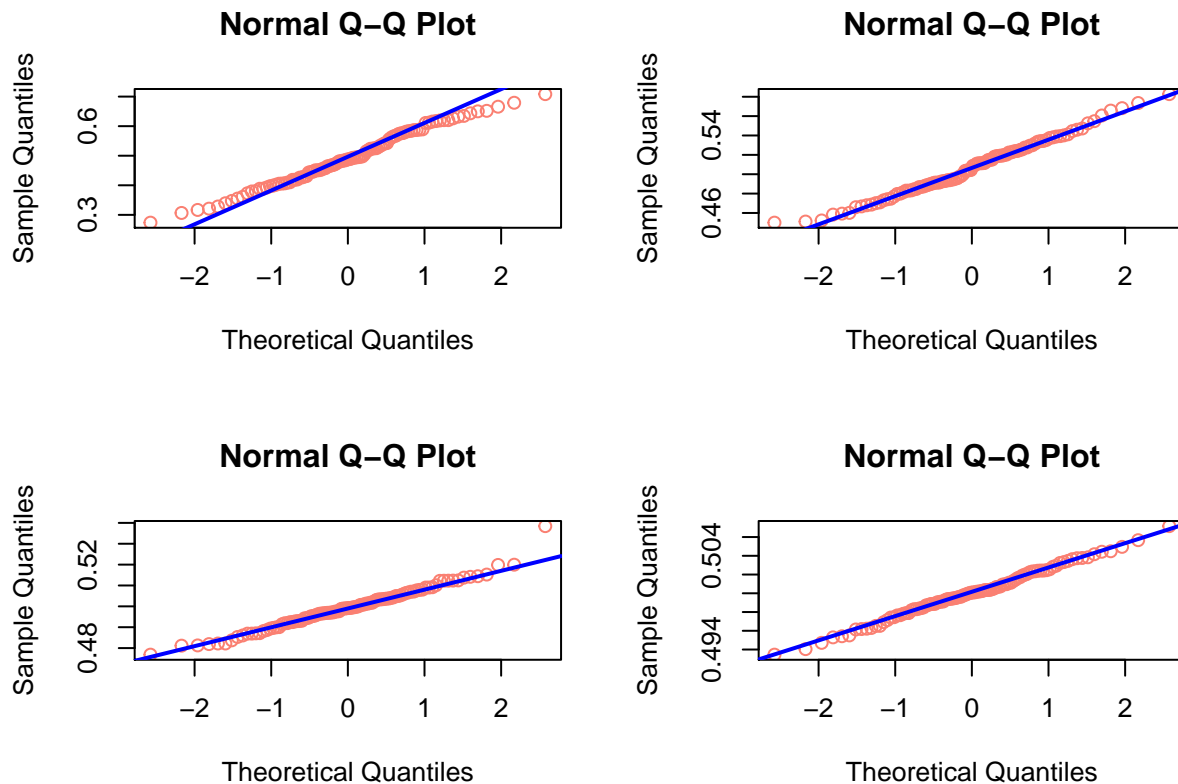 Normal Q−Q Plot
Sample Quantiles
0.3 0.6
−2 −1 0 1 2
Theoretical Quantiles
Normal Q−Q Plot
Sample Quantiles
0.46 0.54
−2 −1 0 1 2
Theoretical Quantiles
Normal Q−Q Plot
Sample Quantiles
0.48 0.52
−2 −1 0 1 2
Theoretical Quantiles
Normal Q−Q Plot
Sample Quantiles
0.494 0.504
−2 −1 0 1 2
Theoretical Quantiles